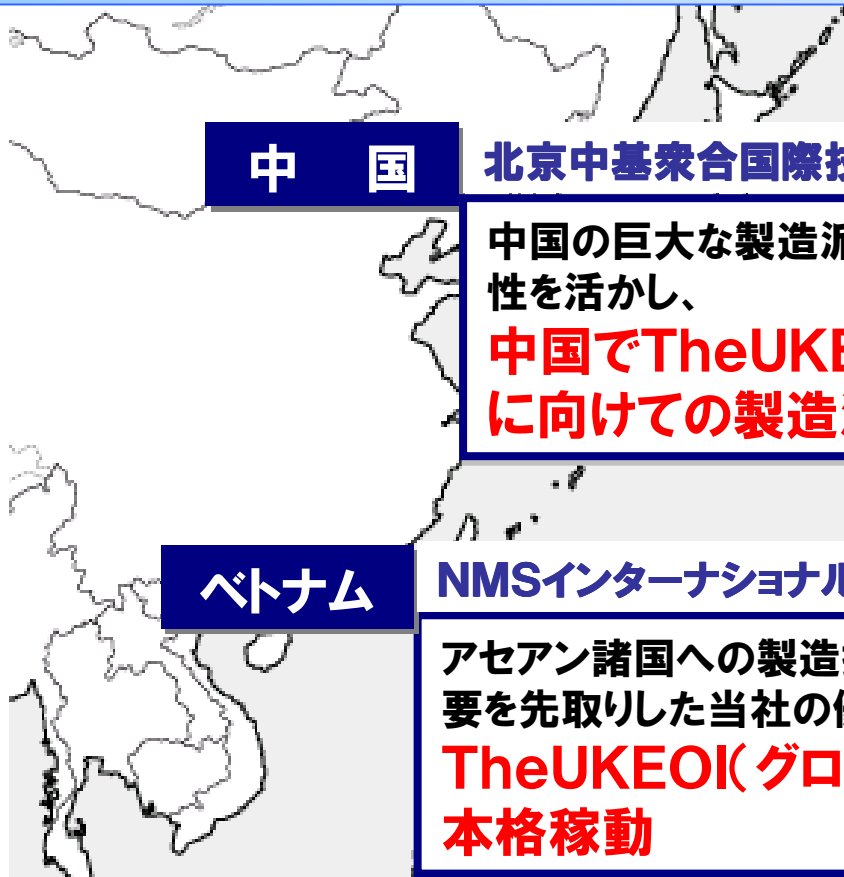 中　国
北京中基衆合国際
中国の巨大な製造派
性を活かし、
中国でTheUKE
に向けての製造
ベトナム
NMSインターナショナル
アセアン諸国への製造
要を先取りした当社の
TheUKEOI(グロ
本格稼動